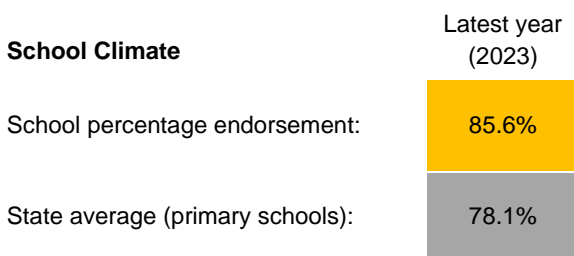 Latest year
School Climate
(2023)
School percentage endorsement: 85.6%
State average (primary schools): 78.1%